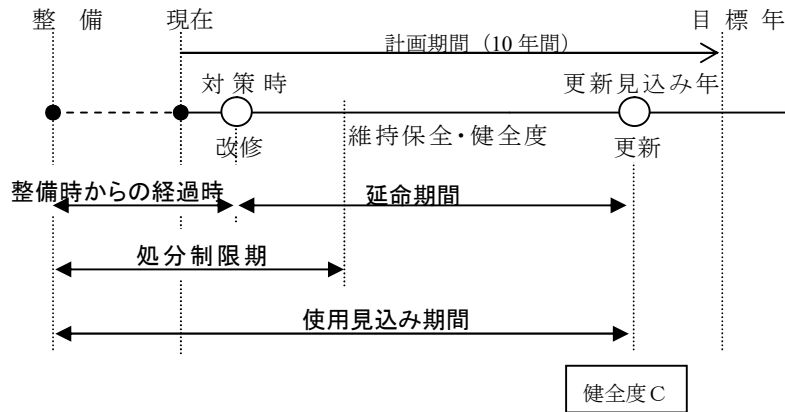 整　備
現在
目 標 年
計画期間（10 年間）
対策時
更新見込み年
改修
維持保全・健全度
更新
整備時からの経過時
延命期間
処分制限期
使用見込み期間
健全度Ｃ